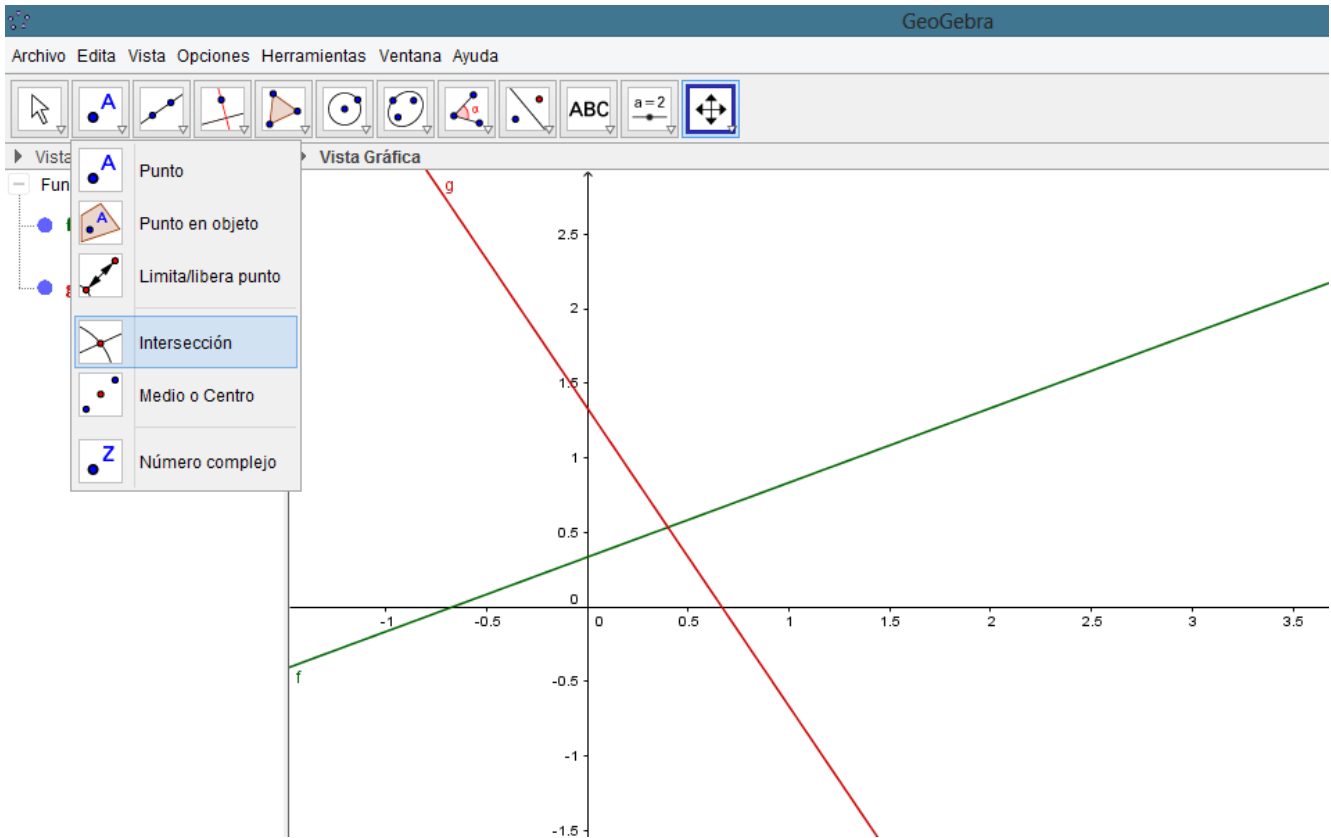 GeoGebra
Archivo Edita Vista Opciones Herramientas Ventana Ayuda
A α ABC a = 2
Vista Vista Gráfica
Fun
f
g
A Punto
A Punto en objeto
Limita/libera punto
Intersección
Medio o Centro
Z Número complejo
g
2.5
2
1.5
1
0.5
0
-1 -0.5 0 0.5 1 1.5 2 2.5 3 3.5
f
-0.5
-1
-1.5